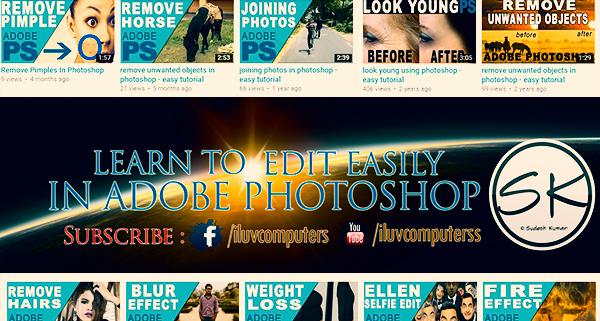 REMOVE
PIMPLE
ADOBE
PS
1:57
REMOVE
HORSE
ADOBE
PS
2:53
JOINING
PHOTOS
ADOBE
PS
2:39
LOOK YOUNG PS
BEFORE
AFTER
3:05
REMOVE
UNWANTED OBJECTS
before
after
ADOBE PHOTOSHOP
1:29
Remove Pimples In Photoshop
9 views • 4 months ago
remove unwanted objects in
photoshop - easy tutorial
21 views • 5 months ago
joining photos in photoshop -
easy tutorial
66 views • 1 year ago
look young using photoshop -
easy tutorial
406 views • 2 years ago
remove unwanted objects in
photoshop - easy tutorial
99 views • 2 years ago
LEARN TO EDIT EASILY
IN ADOBE PHOTOSHOP
SUBSCRIBE : f /iluvcomputers You Tube /iluvcomputerss
SK
© Sudesh Kumar
REMOVE
HAIRS
ADOBE
BLUR
EFFECT
ADOBE
WEIGHT
LOSS
ADOBE
ELLEN
SELFIE EDIT
ADOBE
FIRE
EFFECT
ADOBE